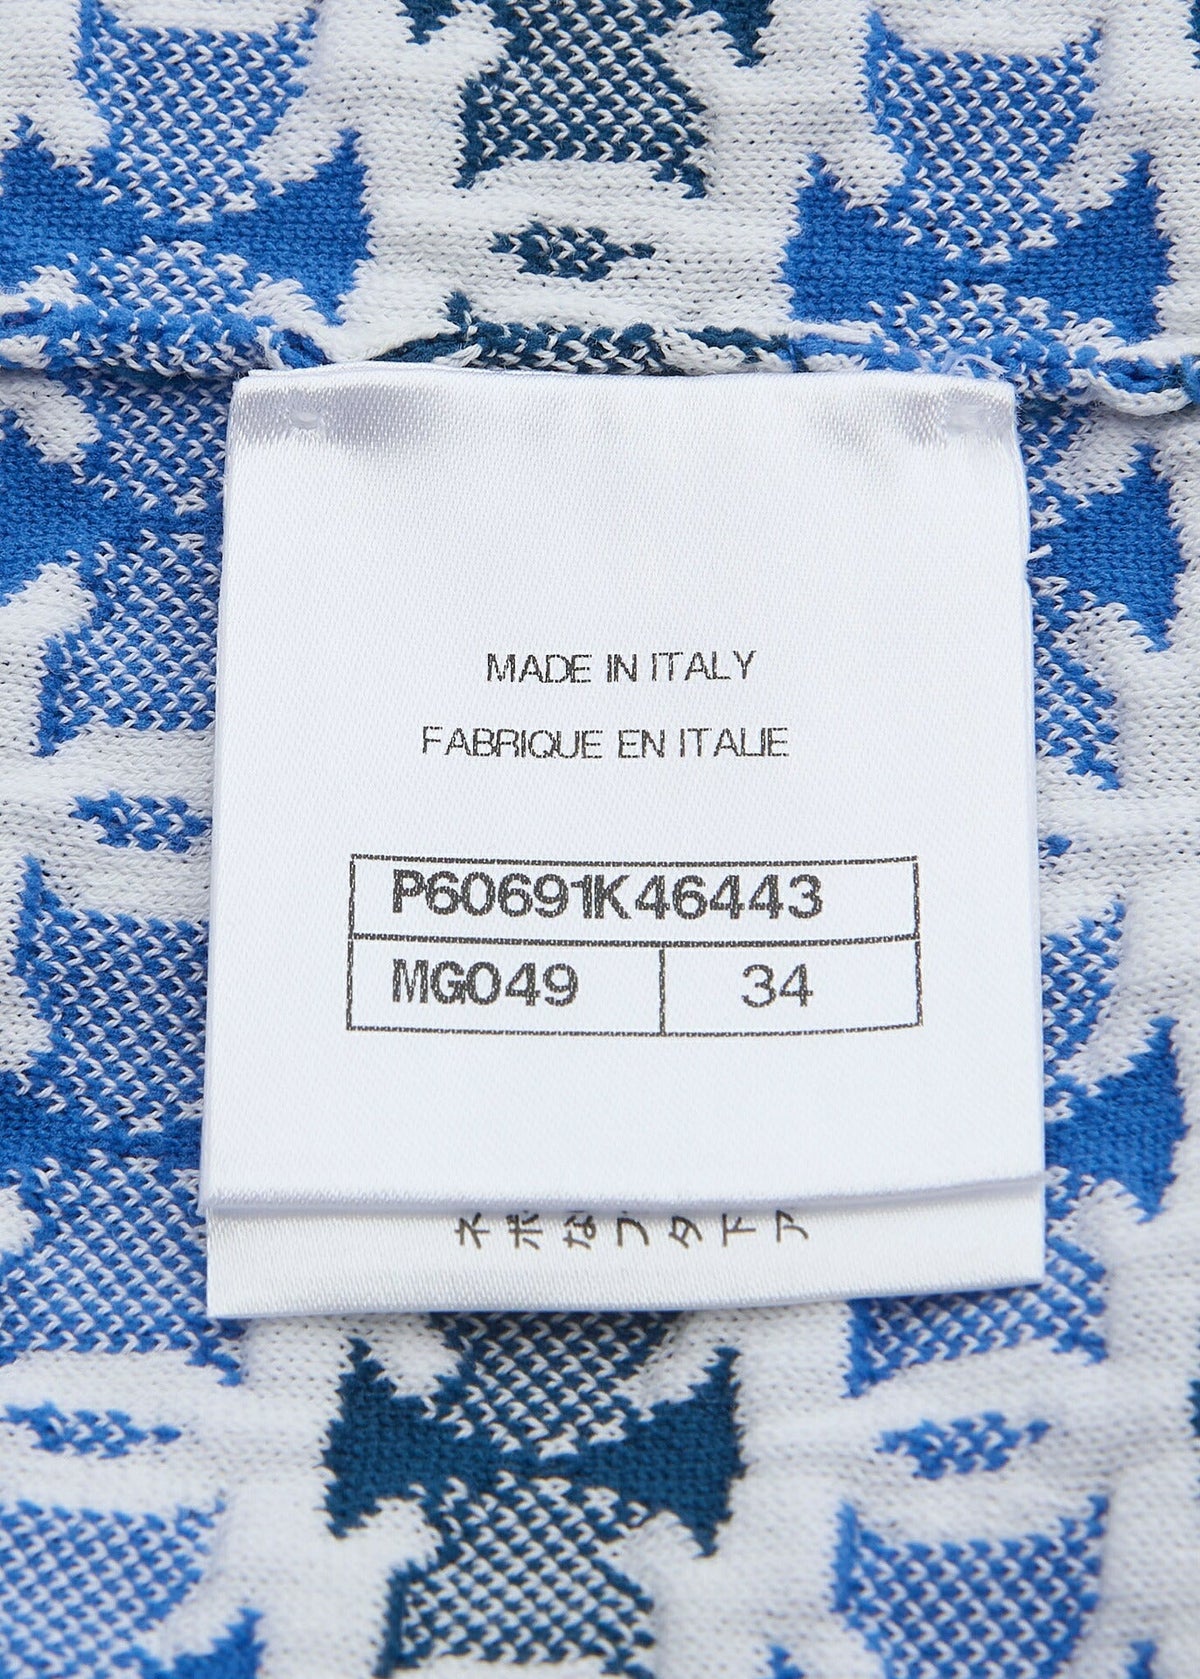 MADE IN ITALY
FABRIQUE EN ITALIE
P60691K46443
MG049 34